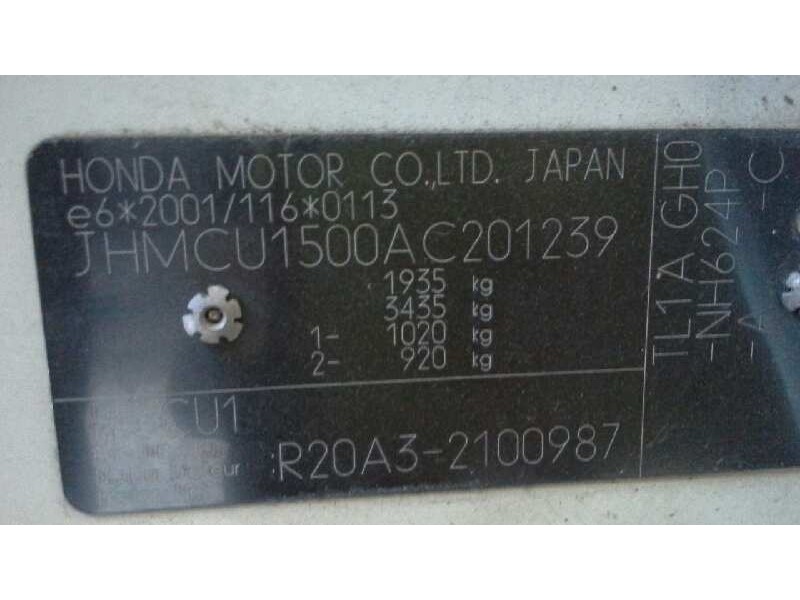 HONDA MOTOR CO.,LTD. JAPAN
e6*2001/116*0113
JHMCU1500AC201239
1935 kg
3435 kg
1- 1020 kg
2- 920 kg
CU1
R20A3-2100987
TL1A GH0
-NH624P
-A -C